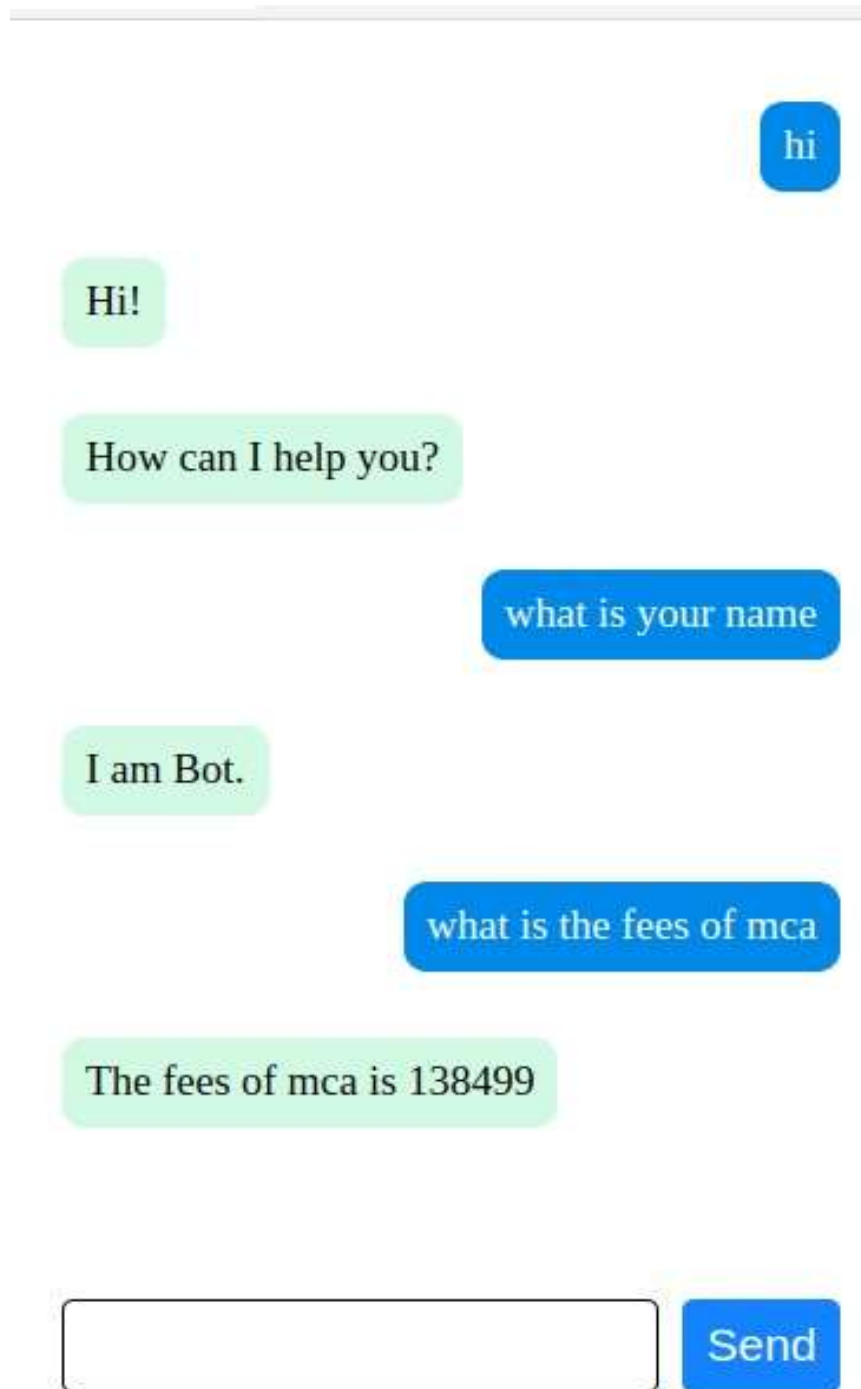 hi
Hi!
How can I help you?
what is your name
I am Bot.
what is the fees of mca
The fees of mca is 138499
Send